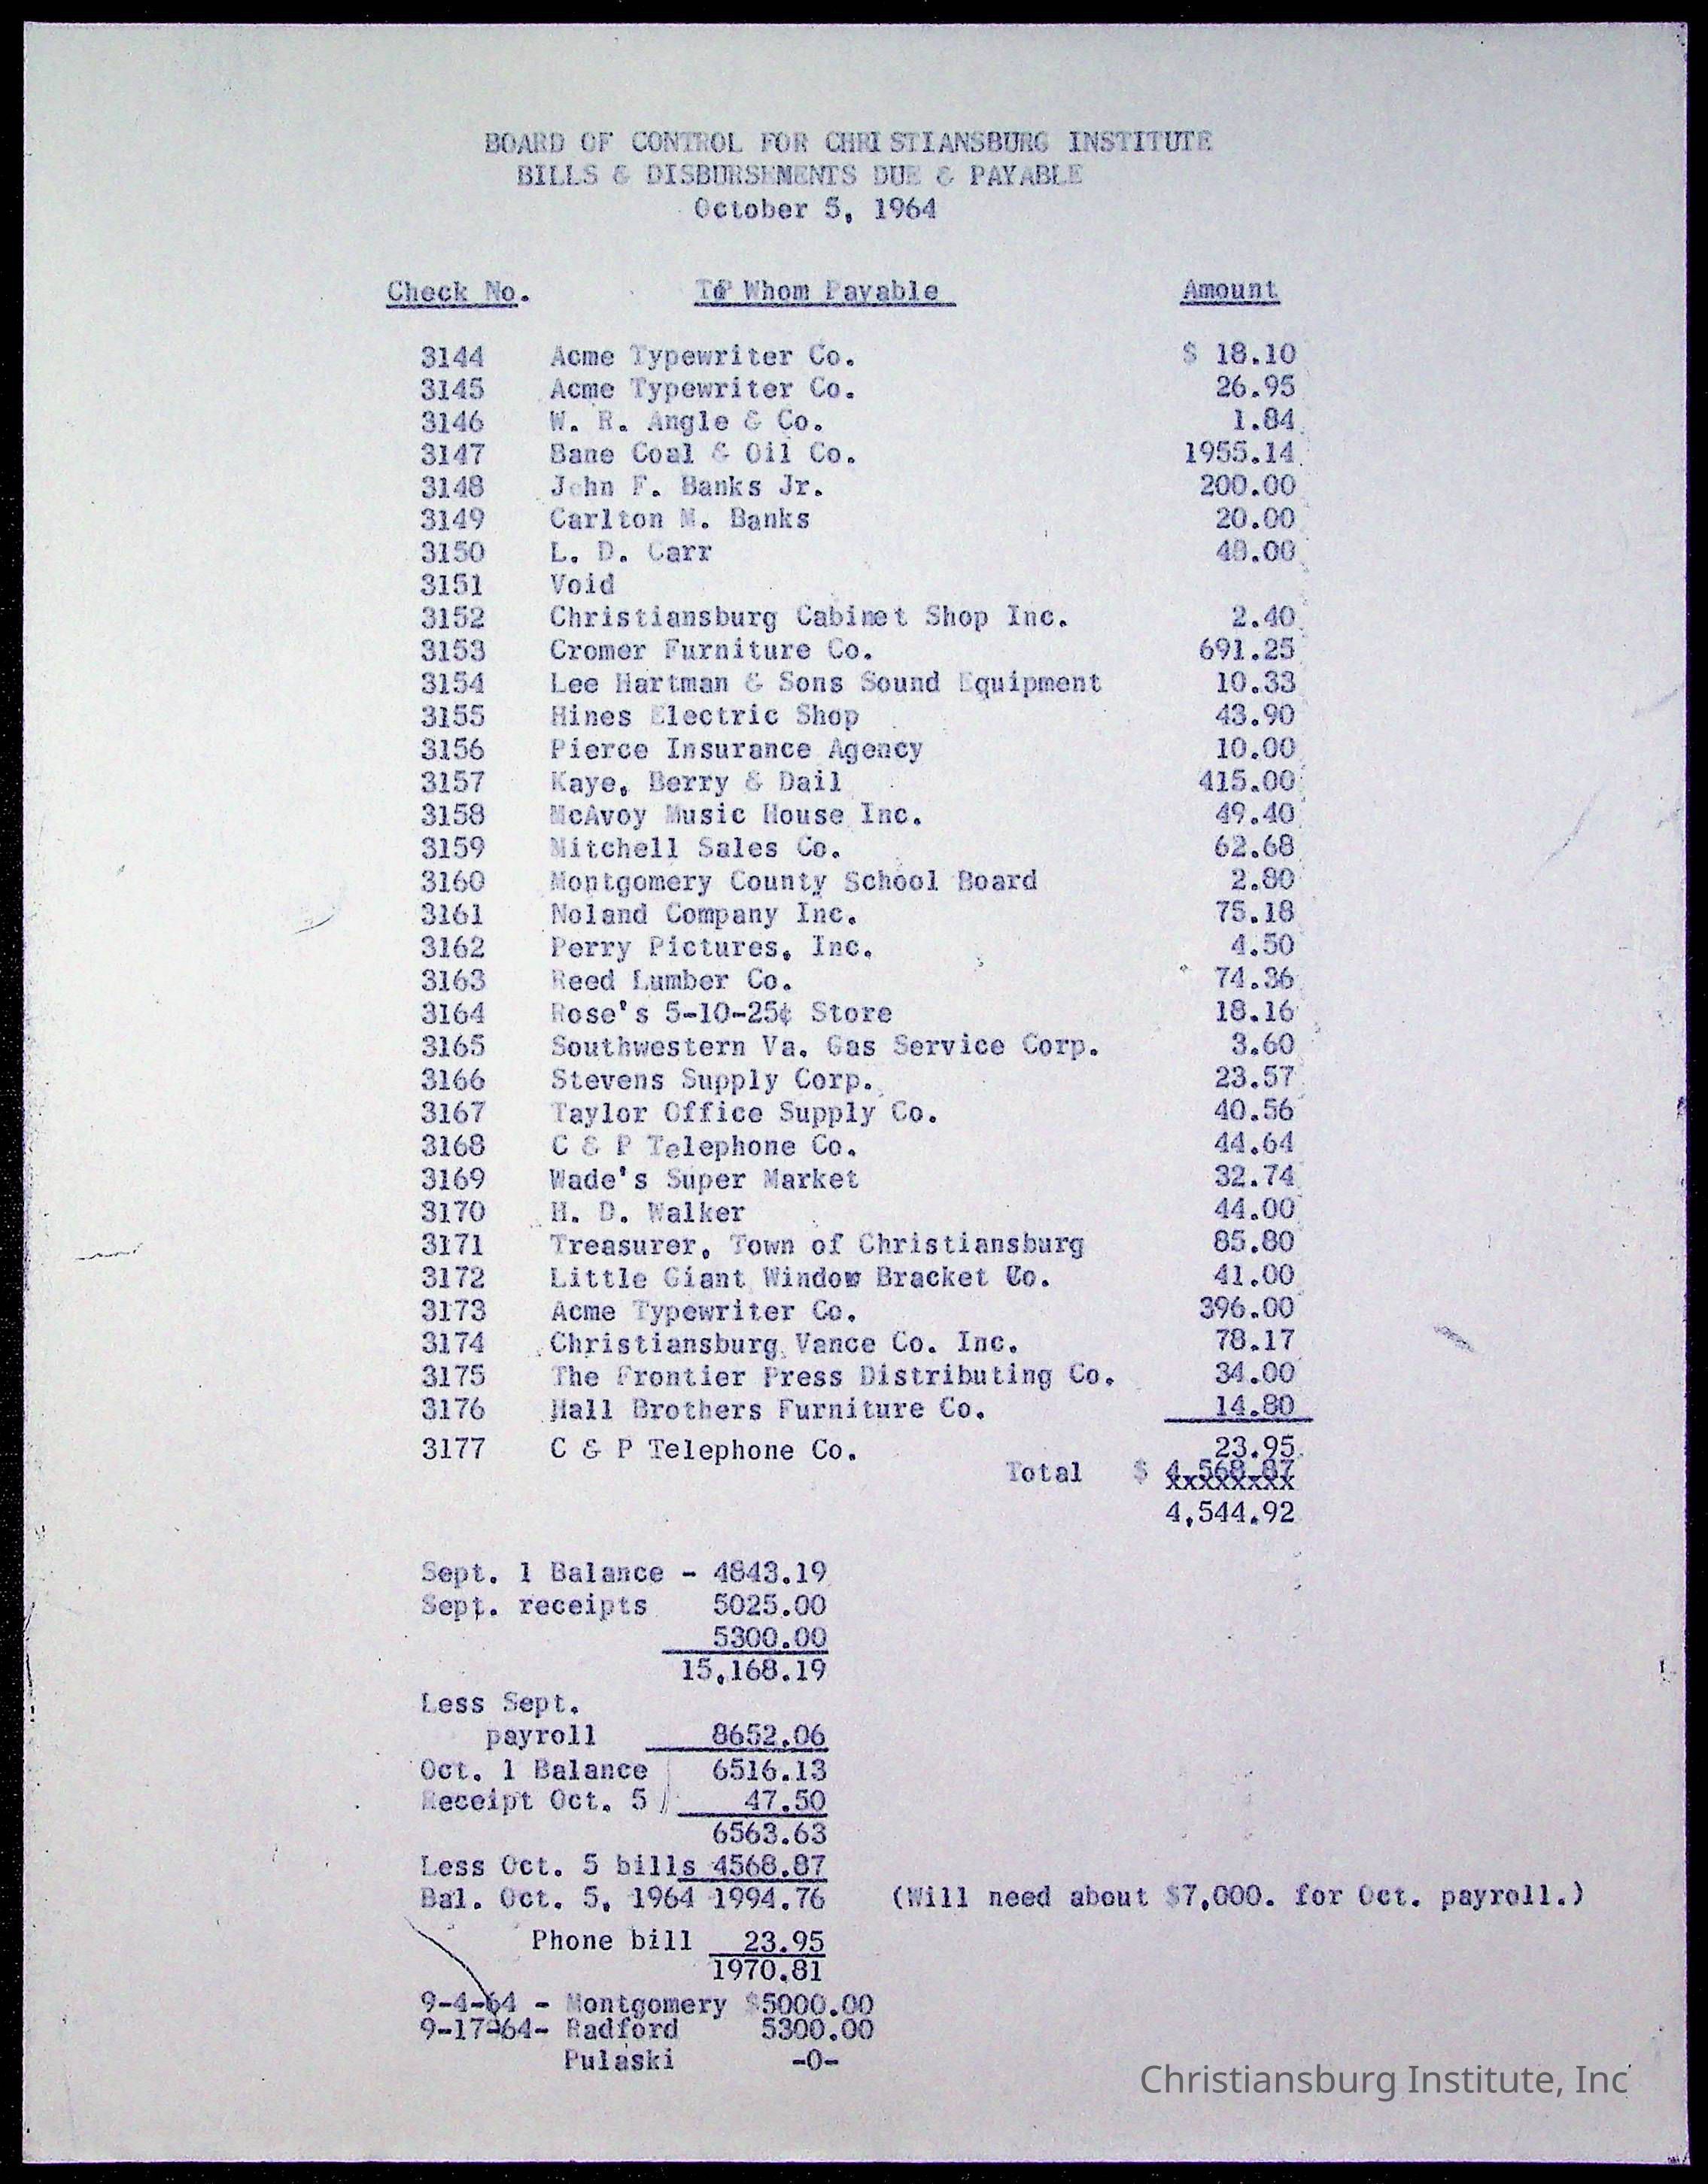 BOARD OF CONTROL FOR CHRISTIANSBURG INSTITUTE
BILLS & DISBURSEMENTS DUE & PAYABLE
October 5, 1964
Check No. To Whom Payable Amount
3144 Acme Typewriter Co. $ 18.10
3145 Acme Typewriter Co. 26.95
3146 W. R. Angle & Co. 1.84
3147 Bane Coal & Oil Co. 1955.14
3148 John F. Banks Jr. 200.00
3149 Carlton M. Banks 20.00
3150 L. D. Carr 48.00
3151 Void
3152 Christiansburg Cabinet Shop Inc. 2.40
3153 Cromer Furniture Co. 691.25
3154 Lee Hartman & Sons Sound Equipment 10.33
3155 Hines Electric Shop 43.90
3156 Pierce Insurance Agency 10.00
3157 Kaye, Berry & Dail 415.00
3158 McAvoy Music House Inc. 49.40
3159 Mitchell Sales Co. 62.68
3160 Montgomery County School Board 2.80
3161 Noland Company Inc. 75.18
3162 Perry Pictures, Inc. 4.50
3163 Reed Lumber Co. 74.36
3164 Rose's 5-10-25¢ Store 18.16
3165 Southwestern Va. Gas Service Corp. 3.60
3166 Stevens Supply Corp. 23.57
3167 Taylor Office Supply Co. 40.56
3168 C & P Telephone Co. 44.64
3169 Wade's Super Market 32.74
3170 H. D. Walker 44.00
3171 Treasurer, Town of Christiansburg 85.80
3172 Little Giant Window Bracket Co. 41.00
3173 Acme Typewriter Co. 396.00
3174 Christiansburg Vance Co. Inc. 78.17
3175 The Frontier Press Distributing Co. 34.00
3176 Hall Brothers Furniture Co. 14.80
3177 C & P Telephone Co. 23.95
Total $ 4,568.87
xxxxxxxx
4,544.92
Sept. 1 Balance - 4843.19
Sept. receipts 5025.00
5300.00
15,168.19
Less Sept.
payroll 8652.06
Oct. 1 Balance 6516.13
Receipt Oct. 5 47.50
6563.63
Less Oct. 5 bills 4568.87
Bal. Oct. 5, 1964 1994.76 (Will need about $7,000. for Oct. payroll.)
Phone bill 23.95
1970.81
9-4-64 - Montgomery $5000.00
9-17-64- Radford 5300.00
Pulaski -0-
Christiansburg Institute, Inc